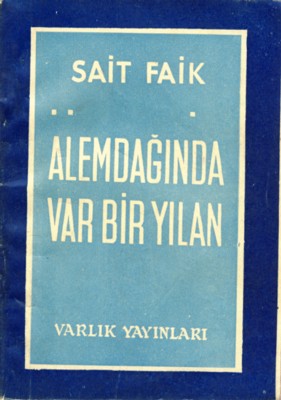 SAİT FAİK
ALEMDAĞINDA
VAR BİR YILAN
VARLIK YAYINLARI